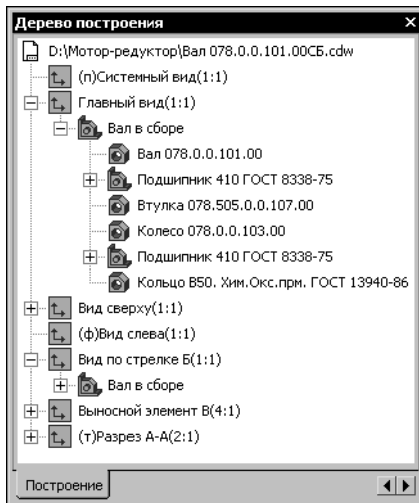 Дерево построения
D:\Мотор-редуктор\Вал 078.0.0.101.00СБ.cdw
(п)Системный вид(1:1)
Главный вид(1:1)
Вал в сборе
Вал 078.0.0.101.00
Подшипник 410 ГОСТ 8338-75
Втулка 078.505.0.0.107.00
Колесо 078.0.0.103.00
Подшипник 410 ГОСТ 8338-75
Кольцо В50. Хим.Окс.прм. ГОСТ 13940-86
Вид сверху(1:1)
(ф)Вид слева(1:1)
Вид по стрелке Б(1:1)
Вал в сборе
Выносной элемент В(4:1)
(т)Разрез А-А(2:1)
Построение